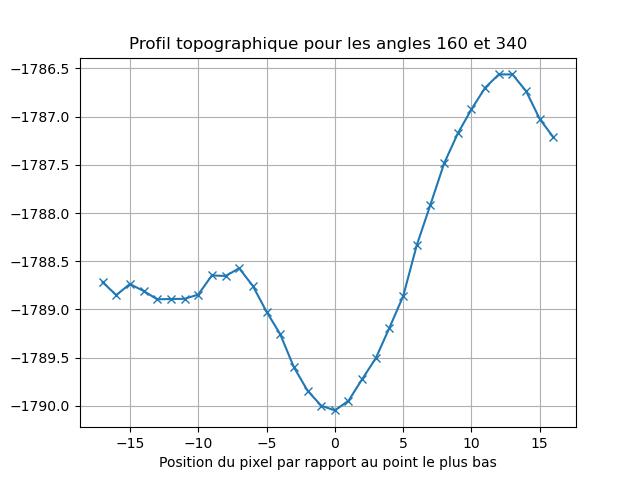 Profil topographique pour les angles 160 et 340
−1786.5
−1787.0
−1787.5
−1788.0
−1788.5
−1789.0
−1789.5
−1790.0
−15 −10 −5 0 5 10 15
Position du pixel par rapport au point le plus bas